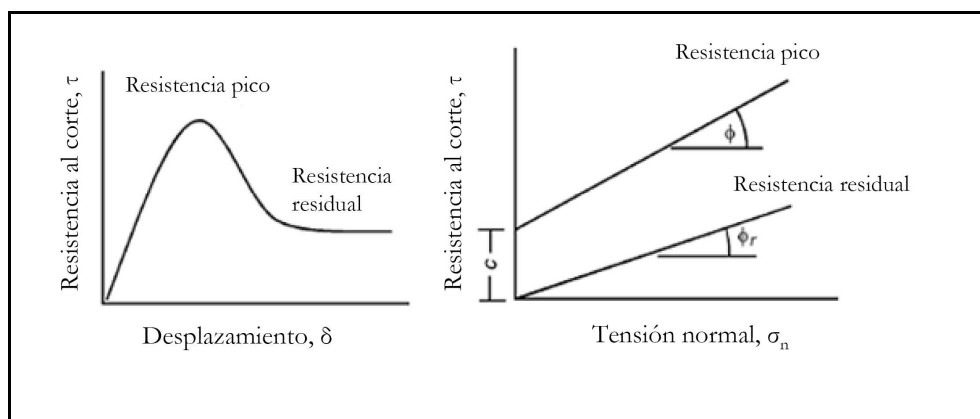 Resistencia al corte, τ
Resistencia pico
Resistencia
residual
Desplazamiento, δ
Resistencia al corte, τ
Resistencia pico
ϕ
Resistencia residual
ϕr
c
Tensión normal, σn